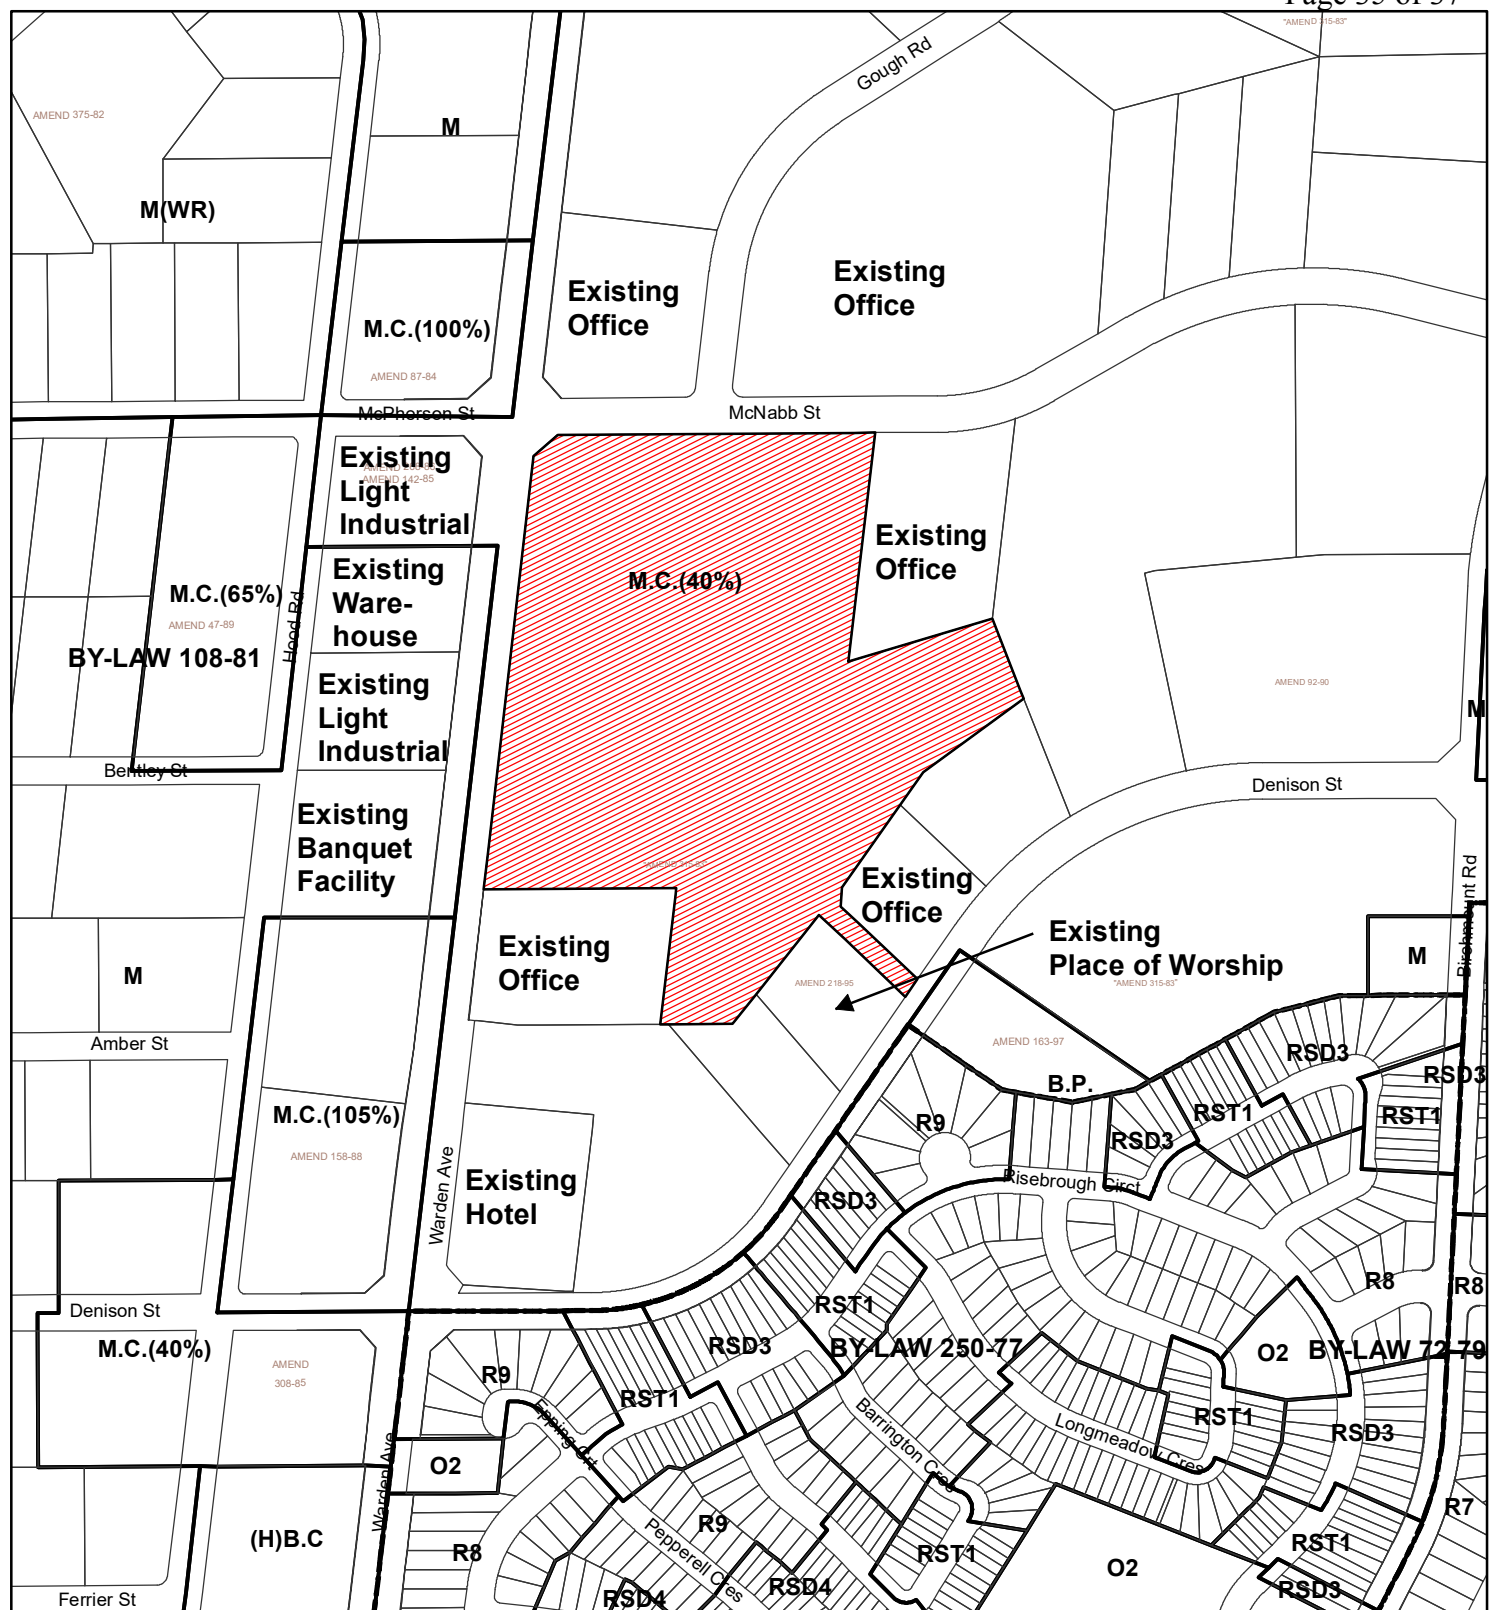 "AMEND 315-83"
Gough Rd
AMEND 375-82
M
M(WR)
Existing
Office
Existing
Office
M.C.(100%)
AMEND 87-84
McPherson St
McNabb St
Existing
Light
Industrial
AMEND 142-85
Existing
Office
Existing
Ware-
house
M.C.(40%)
M.C.(65%)
AMEND 47-89
Hood Rd
BY-LAW 108-81
Existing
Light
Industrial
AMEND 92-90
M
Bentley St
Denison St
Existing
Banquet
Facility
Existing
Office
Birchmount Rd
Existing
Office
Existing
Place of Worship
M
M
AMEND 218-95
"AMEND 315-83"
Amber St
AMEND 163-97
RSD3
RSD3
B.P.
M.C.(105%)
R9
RST1
RST1
RSD3
AMEND 158-88
Warden Ave
Existing
Hotel
RSD3
Risebrough Circt
R8
R8
Denison St
RST1
M.C.(40%)
RSD3
BY-LAW 250-77
O2
BY-LAW 72-79
AMEND
308-85
R9
RST1
Epping Crt
Barrington Cres
Longmeadow Cres
RST1
RSD3
O2
Warden Ave
R7
(H)B.C
R8
R9
Pepperell Cres
RST1
RST1
O2
RSD4
RSD4
RSD3
Ferrier St